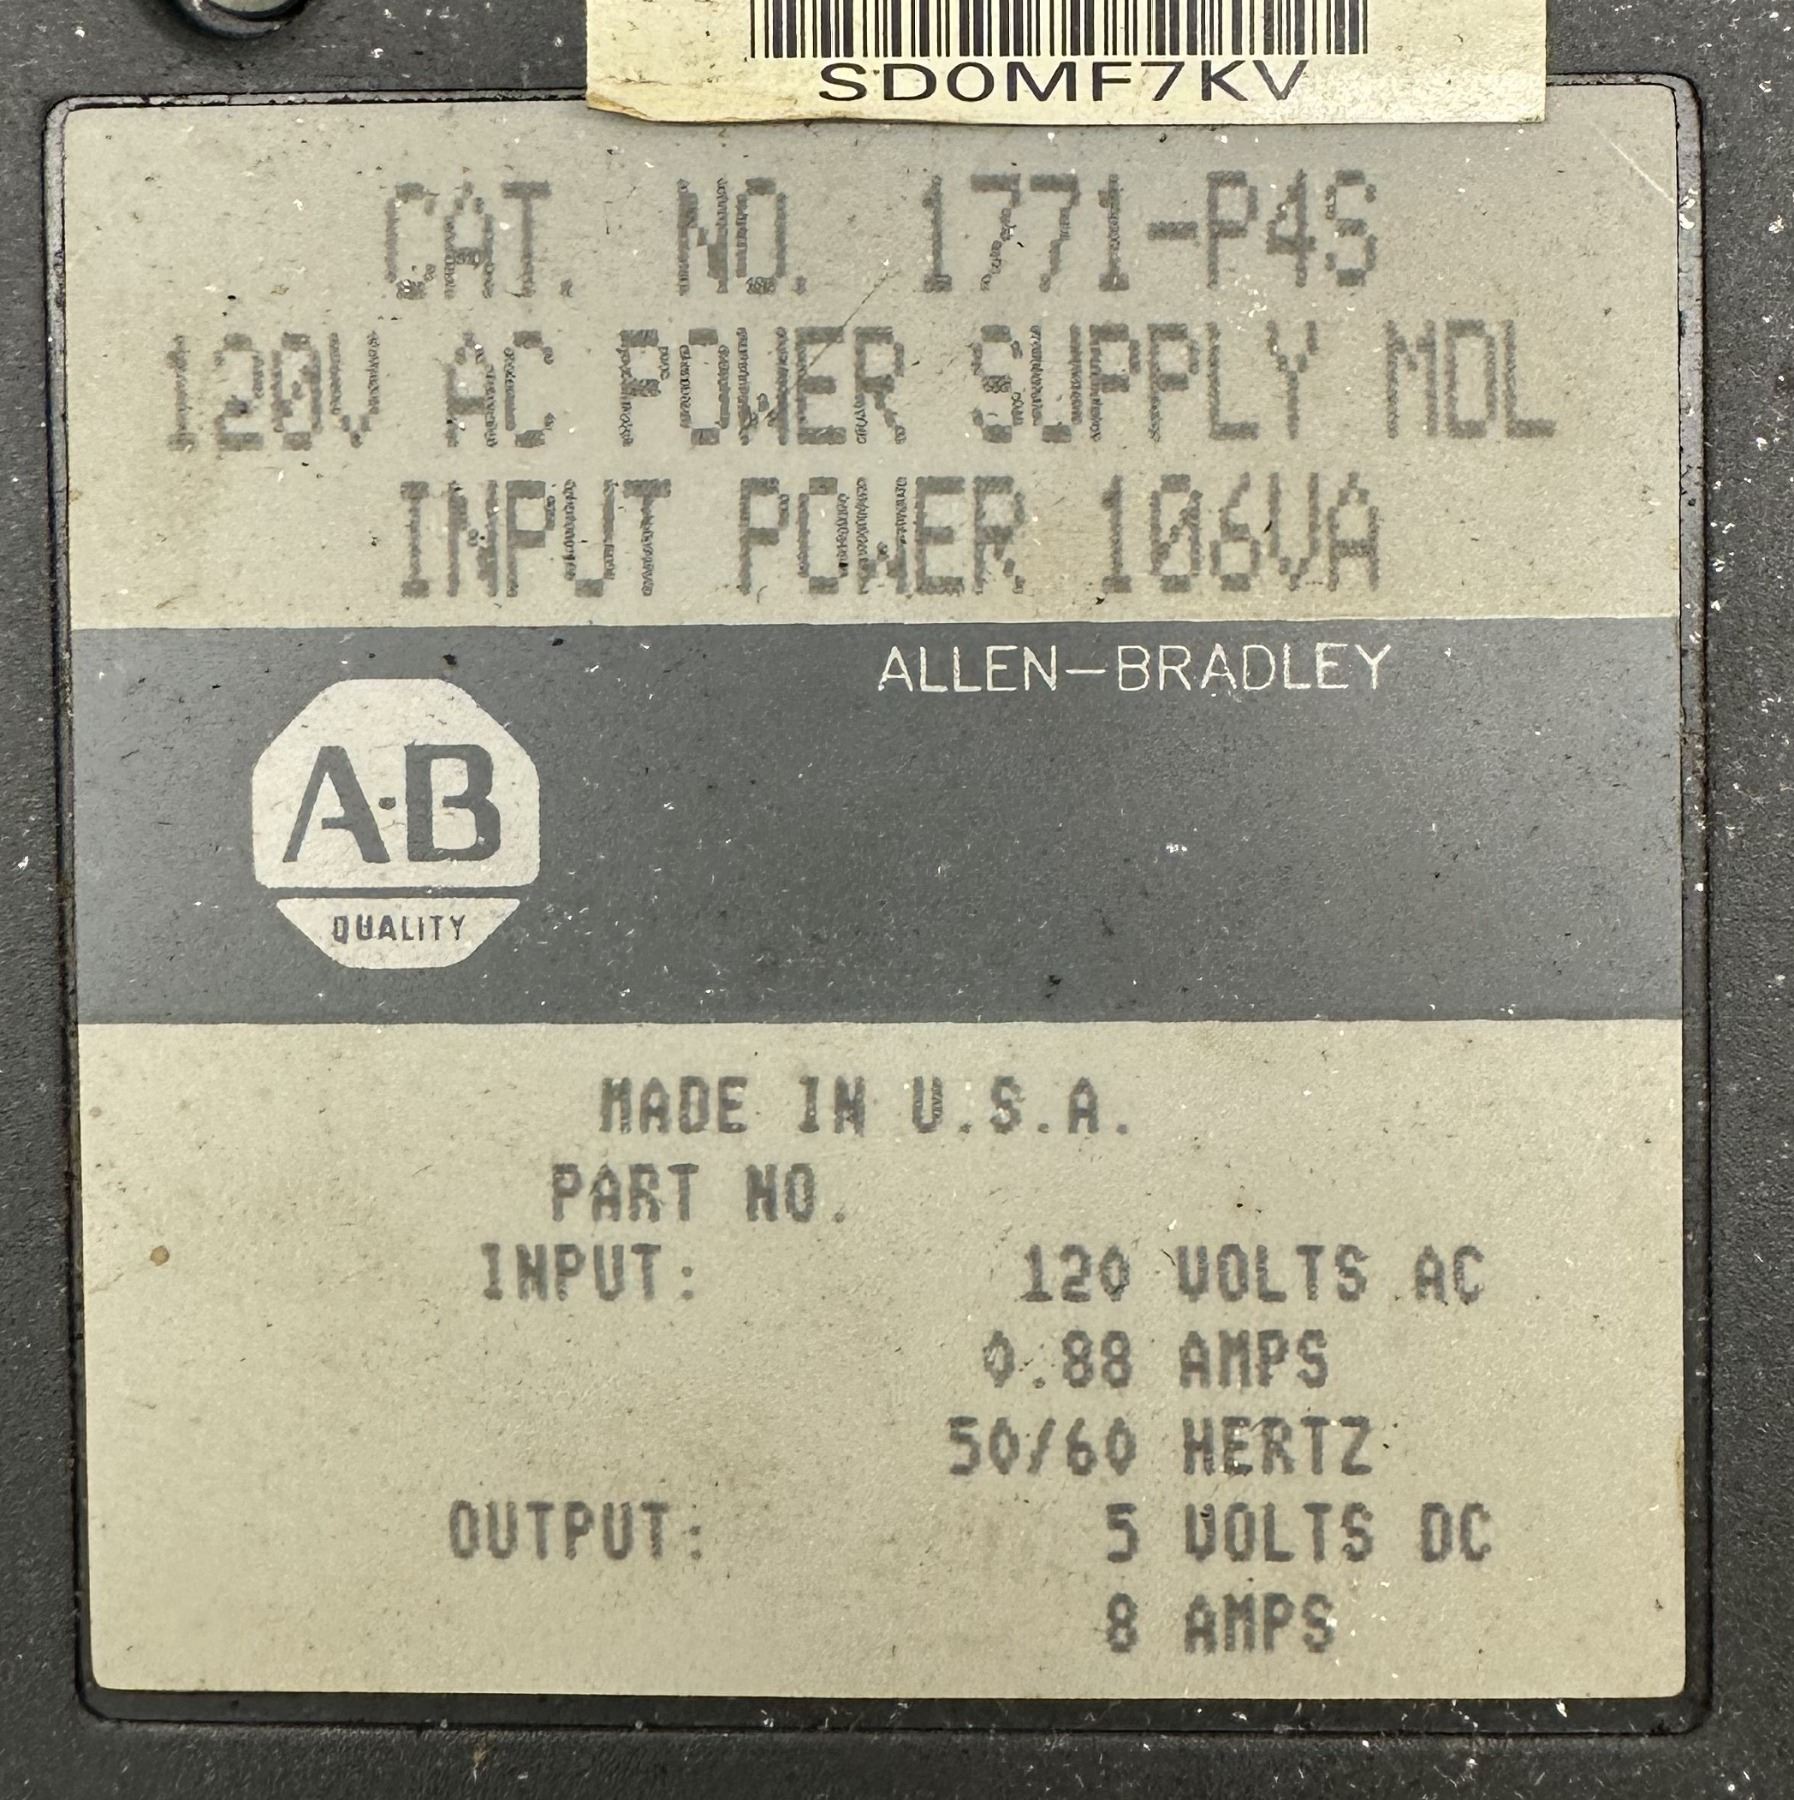 SD0MF7KV
CAT. NO. 1771-P4S
120V AC POWER SUPPLY MDL
INPUT POWER 106VA
ALLEN-BRADLEY
A·B
QUALITY
MADE IN U.S.A.
PART NO.
INPUT: 120 VOLTS AC
0.88 AMPS
50/60 HERTZ
OUTPUT: 5 VOLTS DC
8 AMPS